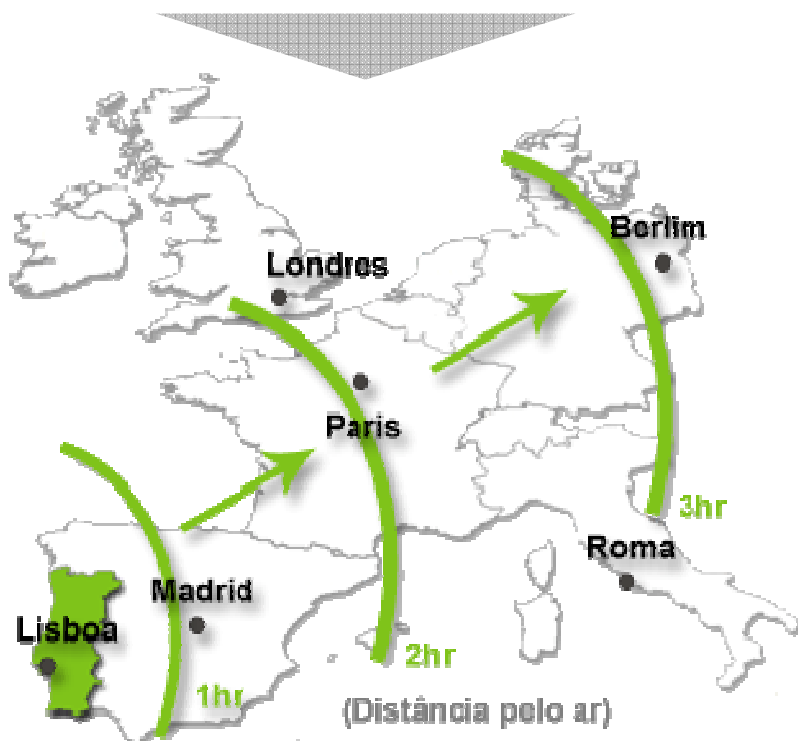 Berlim
Londres
Paris
3hr
Roma
Madrid
Lisboa
2hr
1hr
(Distância pelo ar)